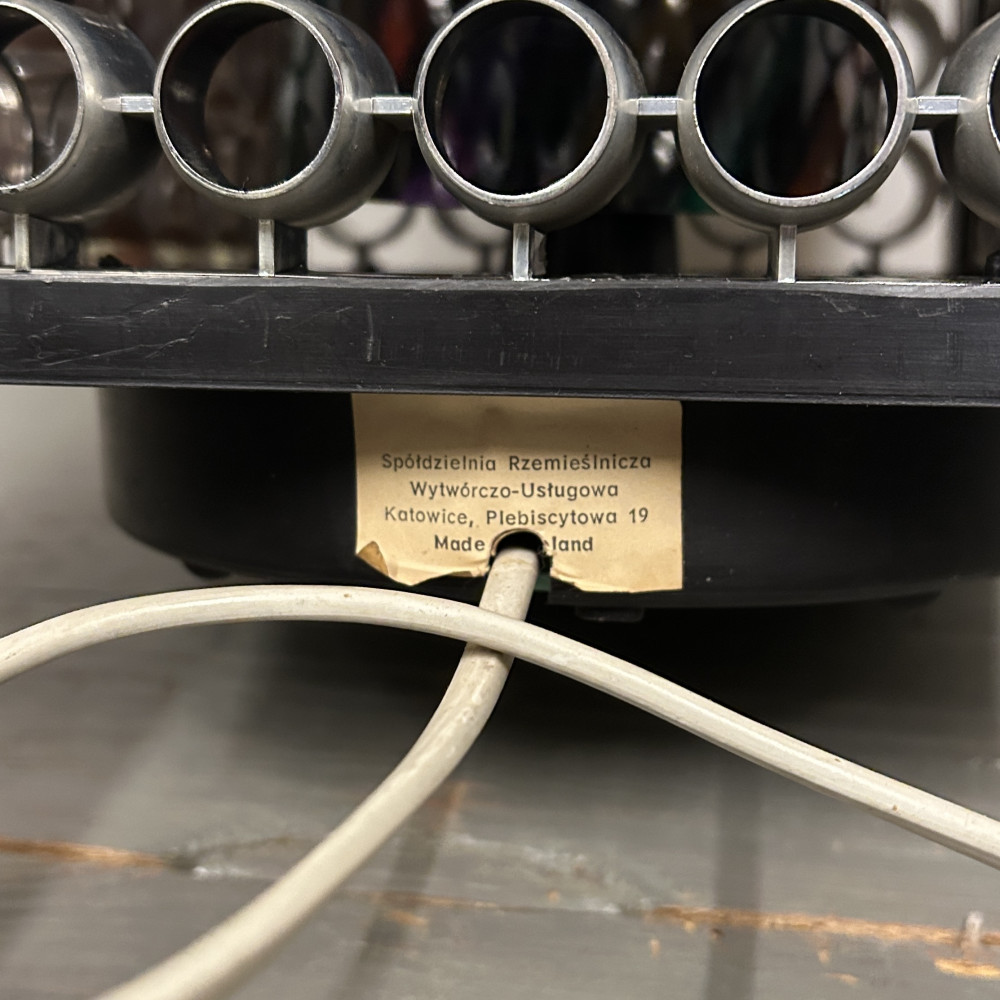 Spółdzielnia Rzemieślnicza
Wytwórczo-Usługowa
Katowice, Plebiscytowa 19
Made land